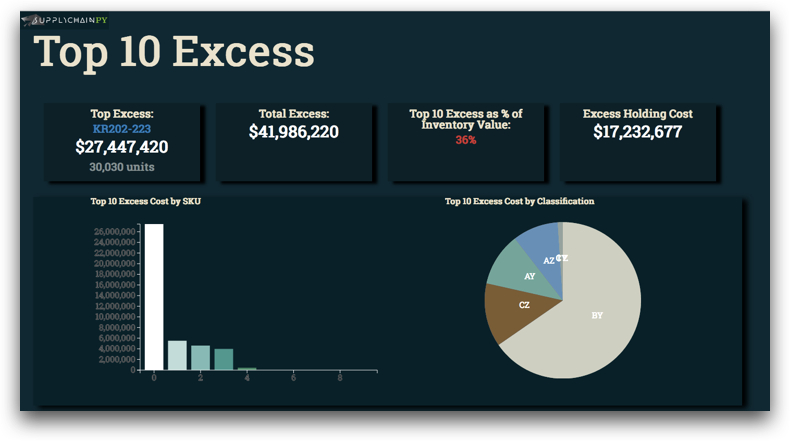 SUPPLYCHAINPY
Top 10 Excess
Top Excess:
KR202-223
$27,447,420
30,030 units
Total Excess:
$41,986,220
Top 10 Excess as % of
Inventory Value:
36%
Excess Holding Cost
$17,232,677
Top 10 Excess Cost by SKU
26,000,000
24,000,000
22,000,000
20,000,000
18,000,000
16,000,000
14,000,000
12,000,000
10,000,000
8,000,000
6,000,000
4,000,000
2,000,000
0
0 2 4 6 8
Top 10 Excess Cost by Classification
AZ
AY
CZ
BY